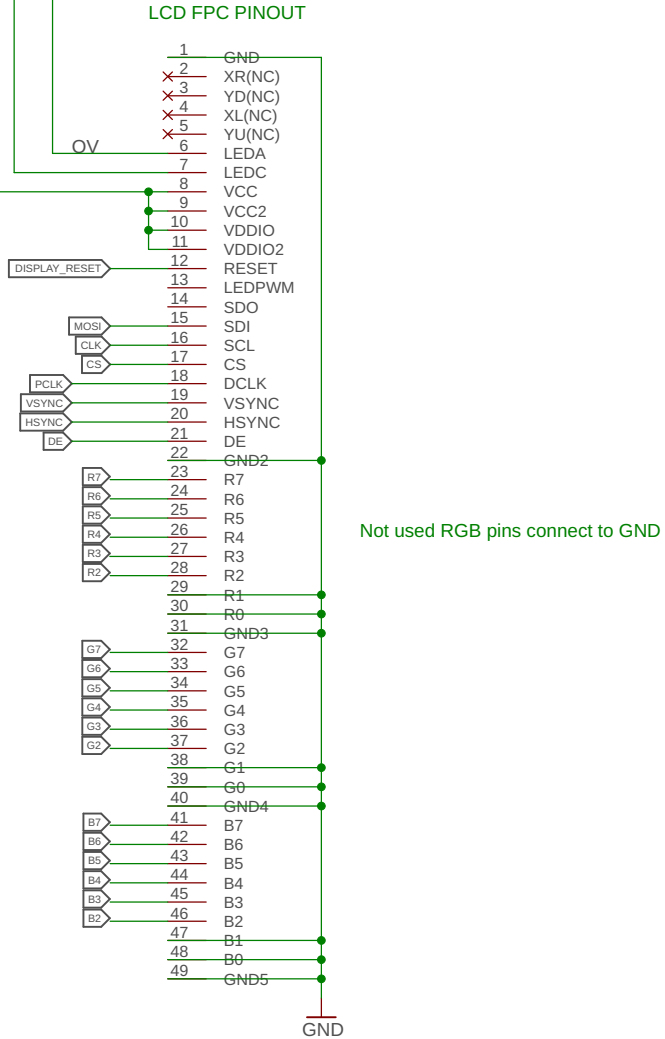 LCD FPC PINOUT
1 GND
2 XR(NC)
3 YD(NC)
4 XL(NC)
5 YU(NC)
OV 6 LEDA
7 LEDC
8 VCC
9 VCC2
10 VDDIO
11 VDDIO2
DISPLAY_RESET 12 RESET
13 LEDPWM
14 SDO
MOSI 15 SDI
CLK 16 SCL
CS 17 CS
PCLK 18 DCLK
VSYNC 19 VSYNC
HSYNC 20 HSYNC
DE 21 DE
22 GND2
R7 23 R7
R6 24 R6
R5 25 R5
Not used RGB pins connect to GND
R4 26 R4
R3 27 R3
R2 28 R2
29 R1
30 R0
31 GND3
G7 32 G7
G6 33 G6
G5 34 G5
G4 35 G4
G3 36 G3
G2 37 G2
38 G1
39 G0
40 GND4
B7 41 B7
B6 42 B6
B5 43 B5
B4 44 B4
B3 45 B3
B2 46 B2
47 B1
48 B0
49 GND5
GND